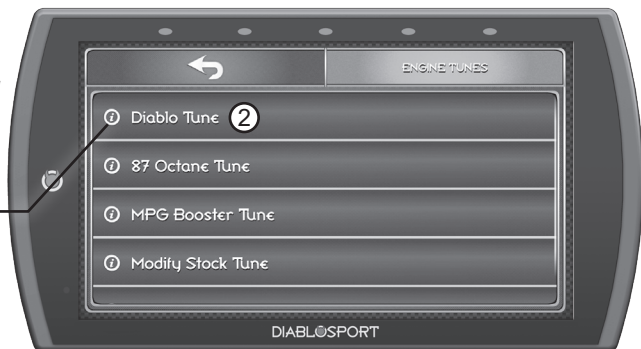 ENGINE TUNES
Diablo Tune ②
87 Octane Tune
MPG Booster Tune
Modify Stock Tune
DIABLOSPORT